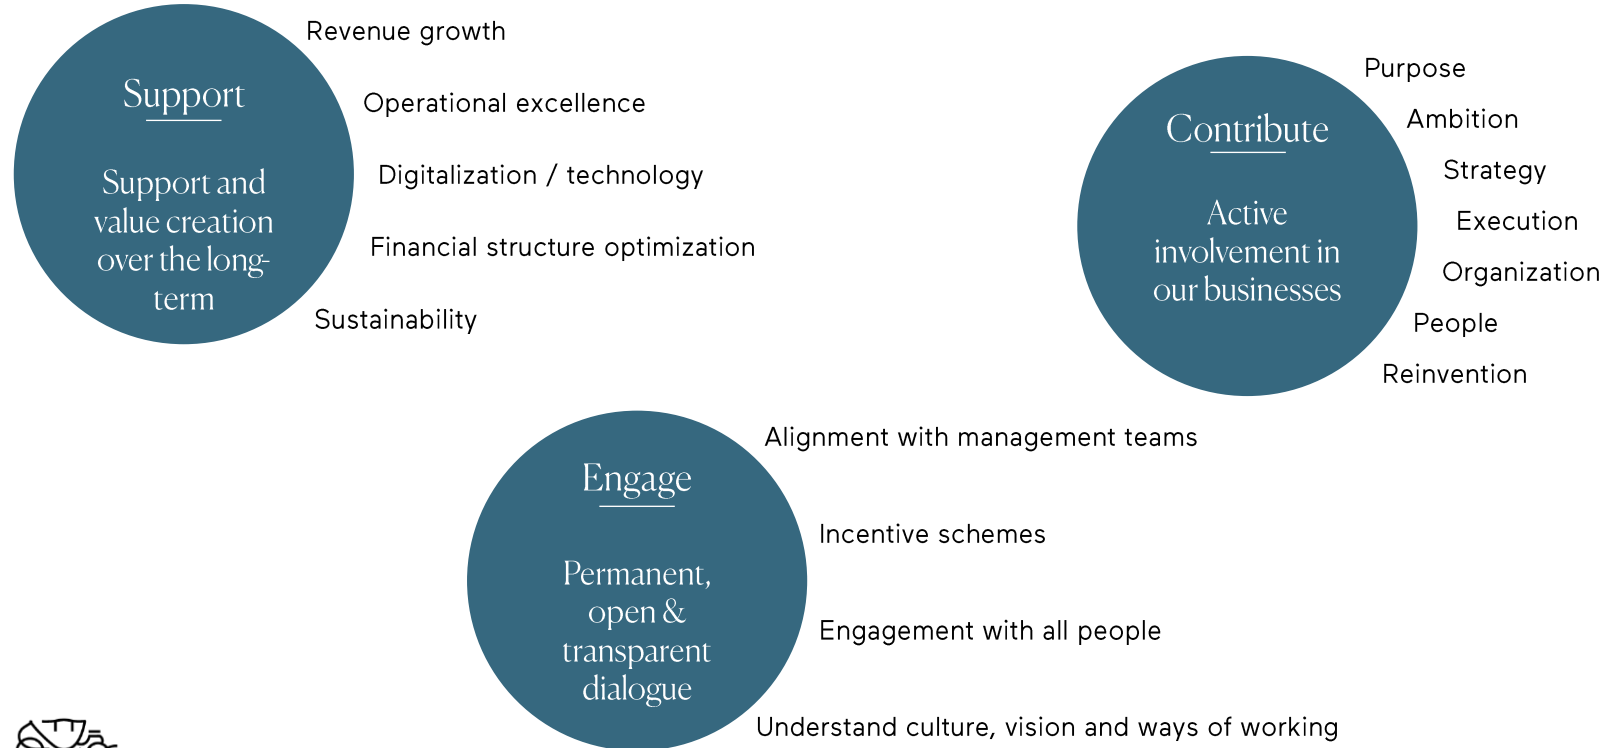 Support
Support and
value creation
over the long-
term
Revenue growth
Operational excellence
Digitalization / technology
Financial structure optimization
Sustainability
Contribute
Active
involvement in
our businesses
Purpose
Ambition
Strategy
Execution
Organization
People
Reinvention
Engage
Permanent,
open &
transparent
dialogue
Alignment with management teams
Incentive schemes
Engagement with all people
Understand culture, vision and ways of working